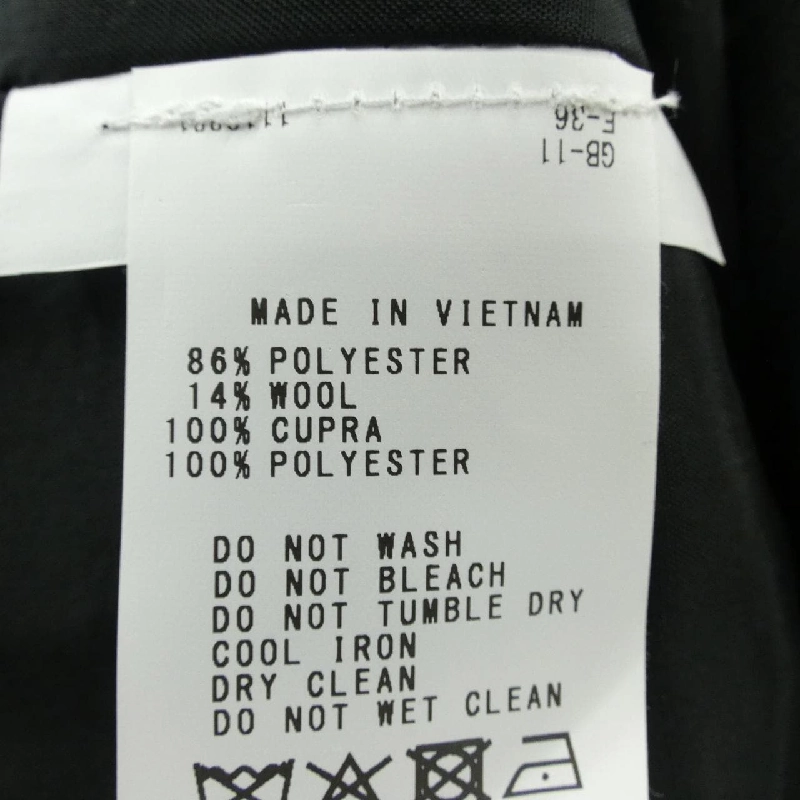 F-36
GB-11
MADE IN VIETNAM
86% POLYESTER
14% WOOL
100% CUPRA
100% POLYESTER
DO NOT WASH
DO NOT BLEACH
DO NOT TUMBLE DRY
COOL IRON
DRY CLEAN
DO NOT WET CLEAN